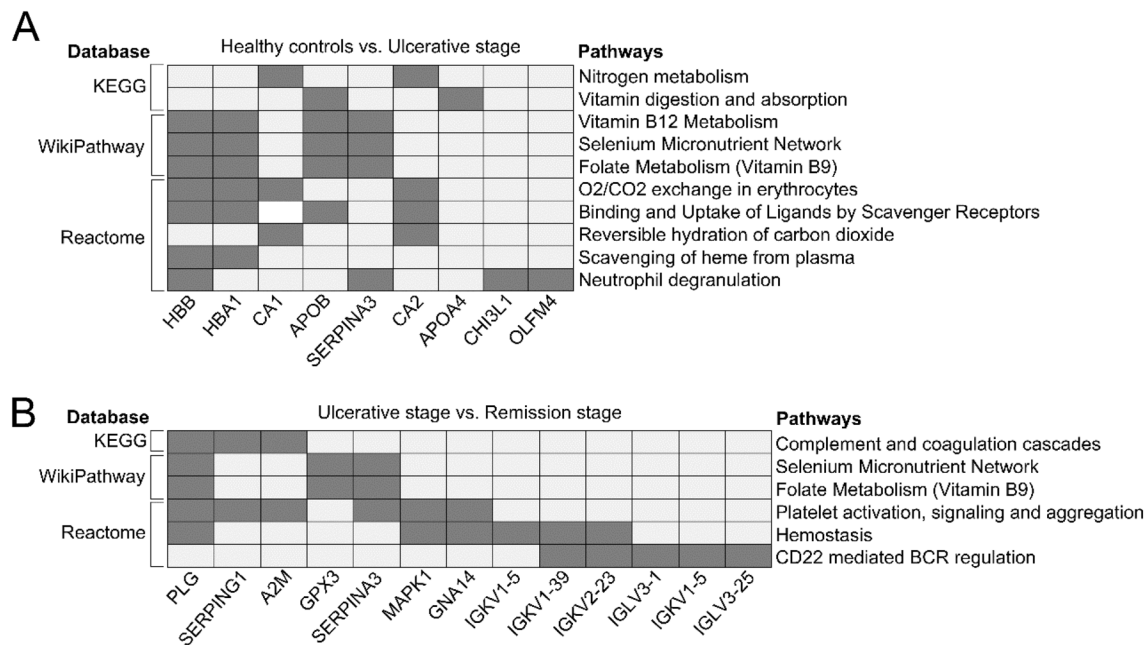 A
Database
Healthy controls vs. Ulcerative stage
Pathways
KEGG
Nitrogen metabolism
Vitamin digestion and absorption
WikiPathway
Vitamin B12 Metabolism
Selenium Micronutrient Network
Folate Metabolism (Vitamin B9)
Reactome
O2/CO2 exchange in erythrocytes
Binding and Uptake of Ligands by Scavenger Receptors
Reversible hydration of carbon dioxide
Scavenging of heme from plasma
Neutrophil degranulation
HBB
HBA1
CA1
APOB
SERPINA3
CA2
APOA4
CHI3L1
OLFM4
B
Database
Ulcerative stage vs. Remission stage
Pathways
KEGG
Complement and coagulation cascades
WikiPathway
Selenium Micronutrient Network
Folate Metabolism (Vitamin B9)
Reactome
Platelet activation, signaling and aggregation
Hemostasis
CD22 mediated BCR regulation
PLG
SERPING1
A2M
GPX3
SERPINA3
MAPK1
GNA14
IGKV1-5
IGKV1-39
IGKV2-23
IGLV3-1
IGKV1-5
IGLV3-25